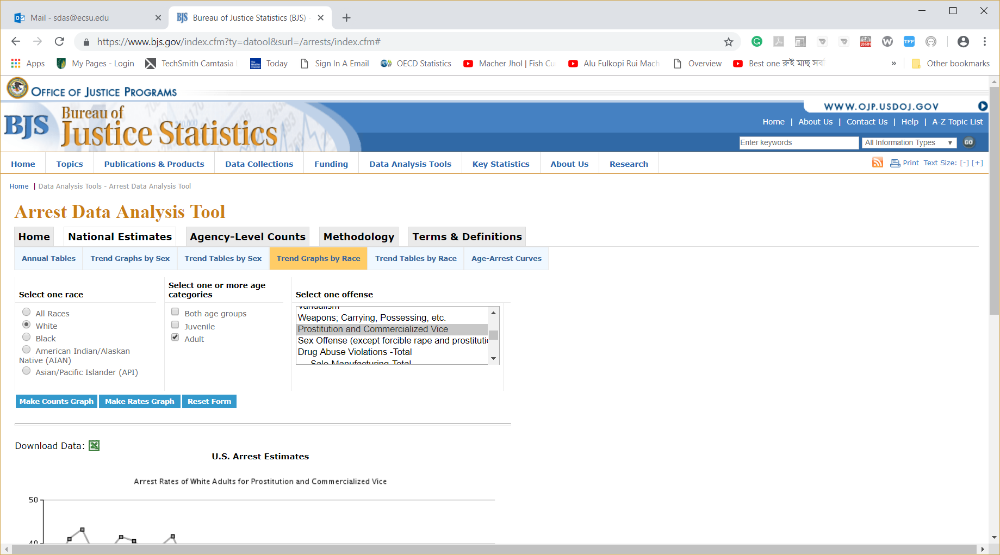 Mail - sdas@ecsu.edu
Bureau of Justice Statistics (BJS) -
https://www.bjs.gov/index.cfm?ty=datool&surl=/arrests/index.cfm#
Apps
My Pages - Login
TechSmith Camtasia
Today
Sign In A Email
OECD Statistics
Macher Jhol | Fish Cu
Alu Fulkopi Rui Mach
Overview
Best one রুই মাছ সর্বা
»
Other bookmarks
OFFICE OF JUSTICE PROGRAMS
BJS
Bureau of
Justice Statistics
WWW.OJP.USDOJ.GOV
Home | About Us | Contact Us | Help | A-Z Topic List
Enter keywords
All Information Types
GO
Home
Topics
Publications & Products
Data Collections
Funding
Data Analysis Tools
Key Statistics
About Us
Research
Print Text Size: [-] [+]
Home | Data Analysis Tools - Arrest Data Analysis Tool
Arrest Data Analysis Tool
Home
National Estimates
Agency-Level Counts
Methodology
Terms & Definitions
Annual Tables
Trend Graphs by Sex
Trend Tables by Sex
Trend Graphs by Race
Trend Tables by Race
Age-Arrest Curves
Select one race
All Races
White
Black
American Indian/Alaskan
Native (AIAN)
Asian/Pacific Islander (API)
Select one or more age
categories
Both age groups
Juvenile
Adult
Select one offense
Vandalism
Weapons; Carrying, Possessing, etc.
Prostitution and Commercialized Vice
Sex Offense (except forcible rape and prostitutio
Drug Abuse Violations -Total
Sale Manufacturing-Total
Make Counts Graph
Make Rates Graph
Reset Form
Download Data:
U.S. Arrest Estimates
Arrest Rates of White Adults for Prostitution and Commercialized Vice
50
40